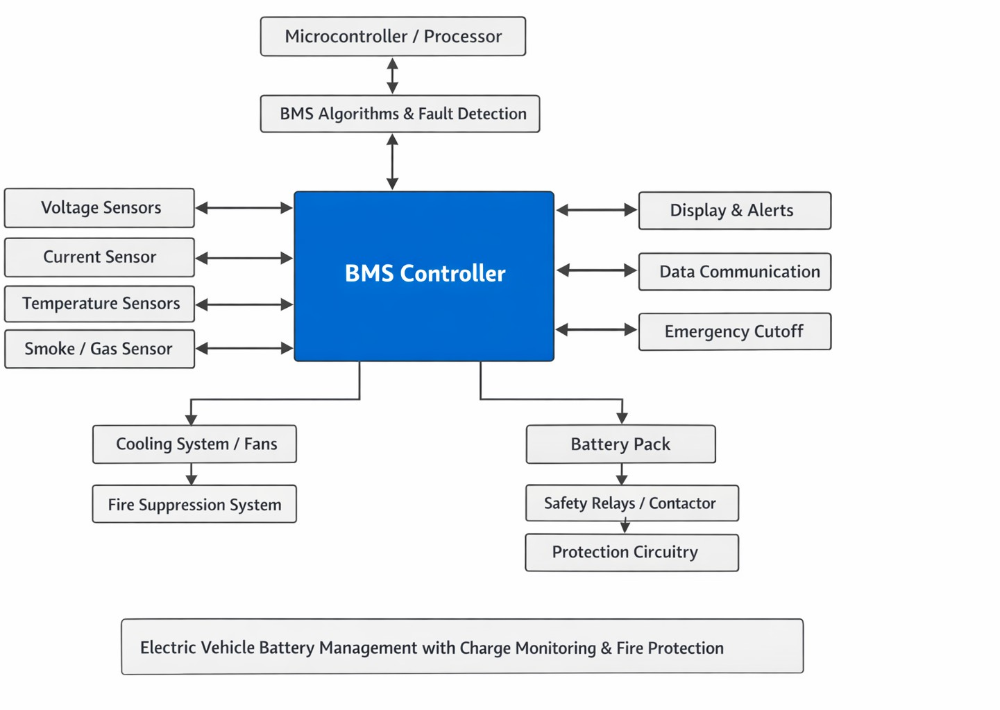 Microcontroller / Processor
BMS Algorithms & Fault Detection
Voltage Sensors
Current Sensor
Temperature Sensors
Smoke / Gas Sensor
BMS Controller
Display & Alerts
Data Communication
Emergency Cutoff
Cooling System / Fans
Fire Suppression System
Battery Pack
Safety Relays / Contactor
Protection Circuitry
Electric Vehicle Battery Management with Charge Monitoring & Fire Protection